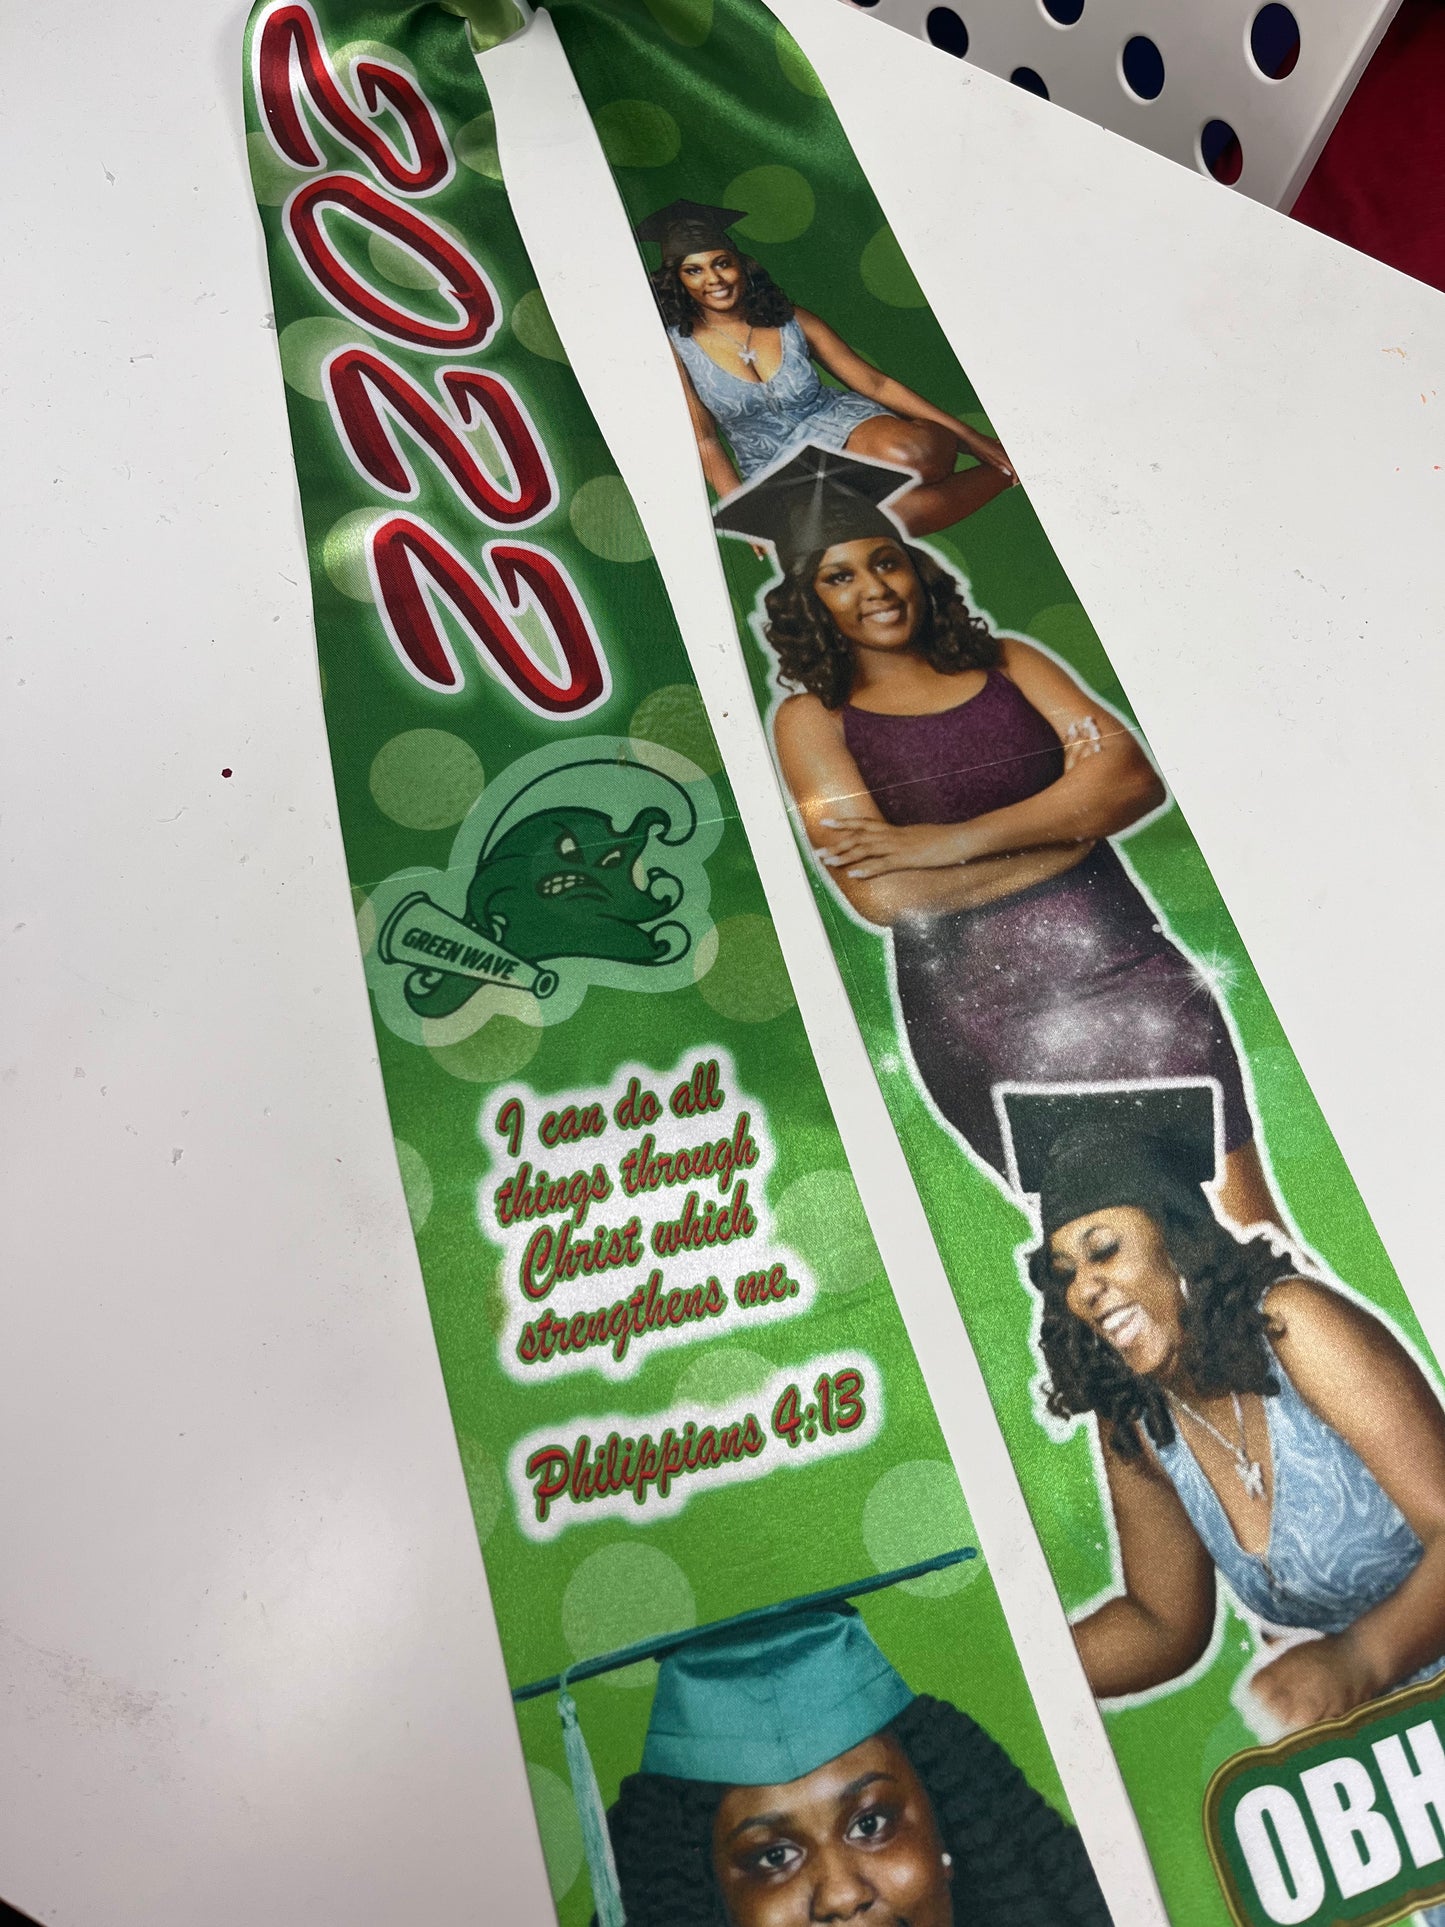 2022
GREEN WAVE
I can do all
things through
Christ which
strengthens me.
Philippians 4:13
OBH